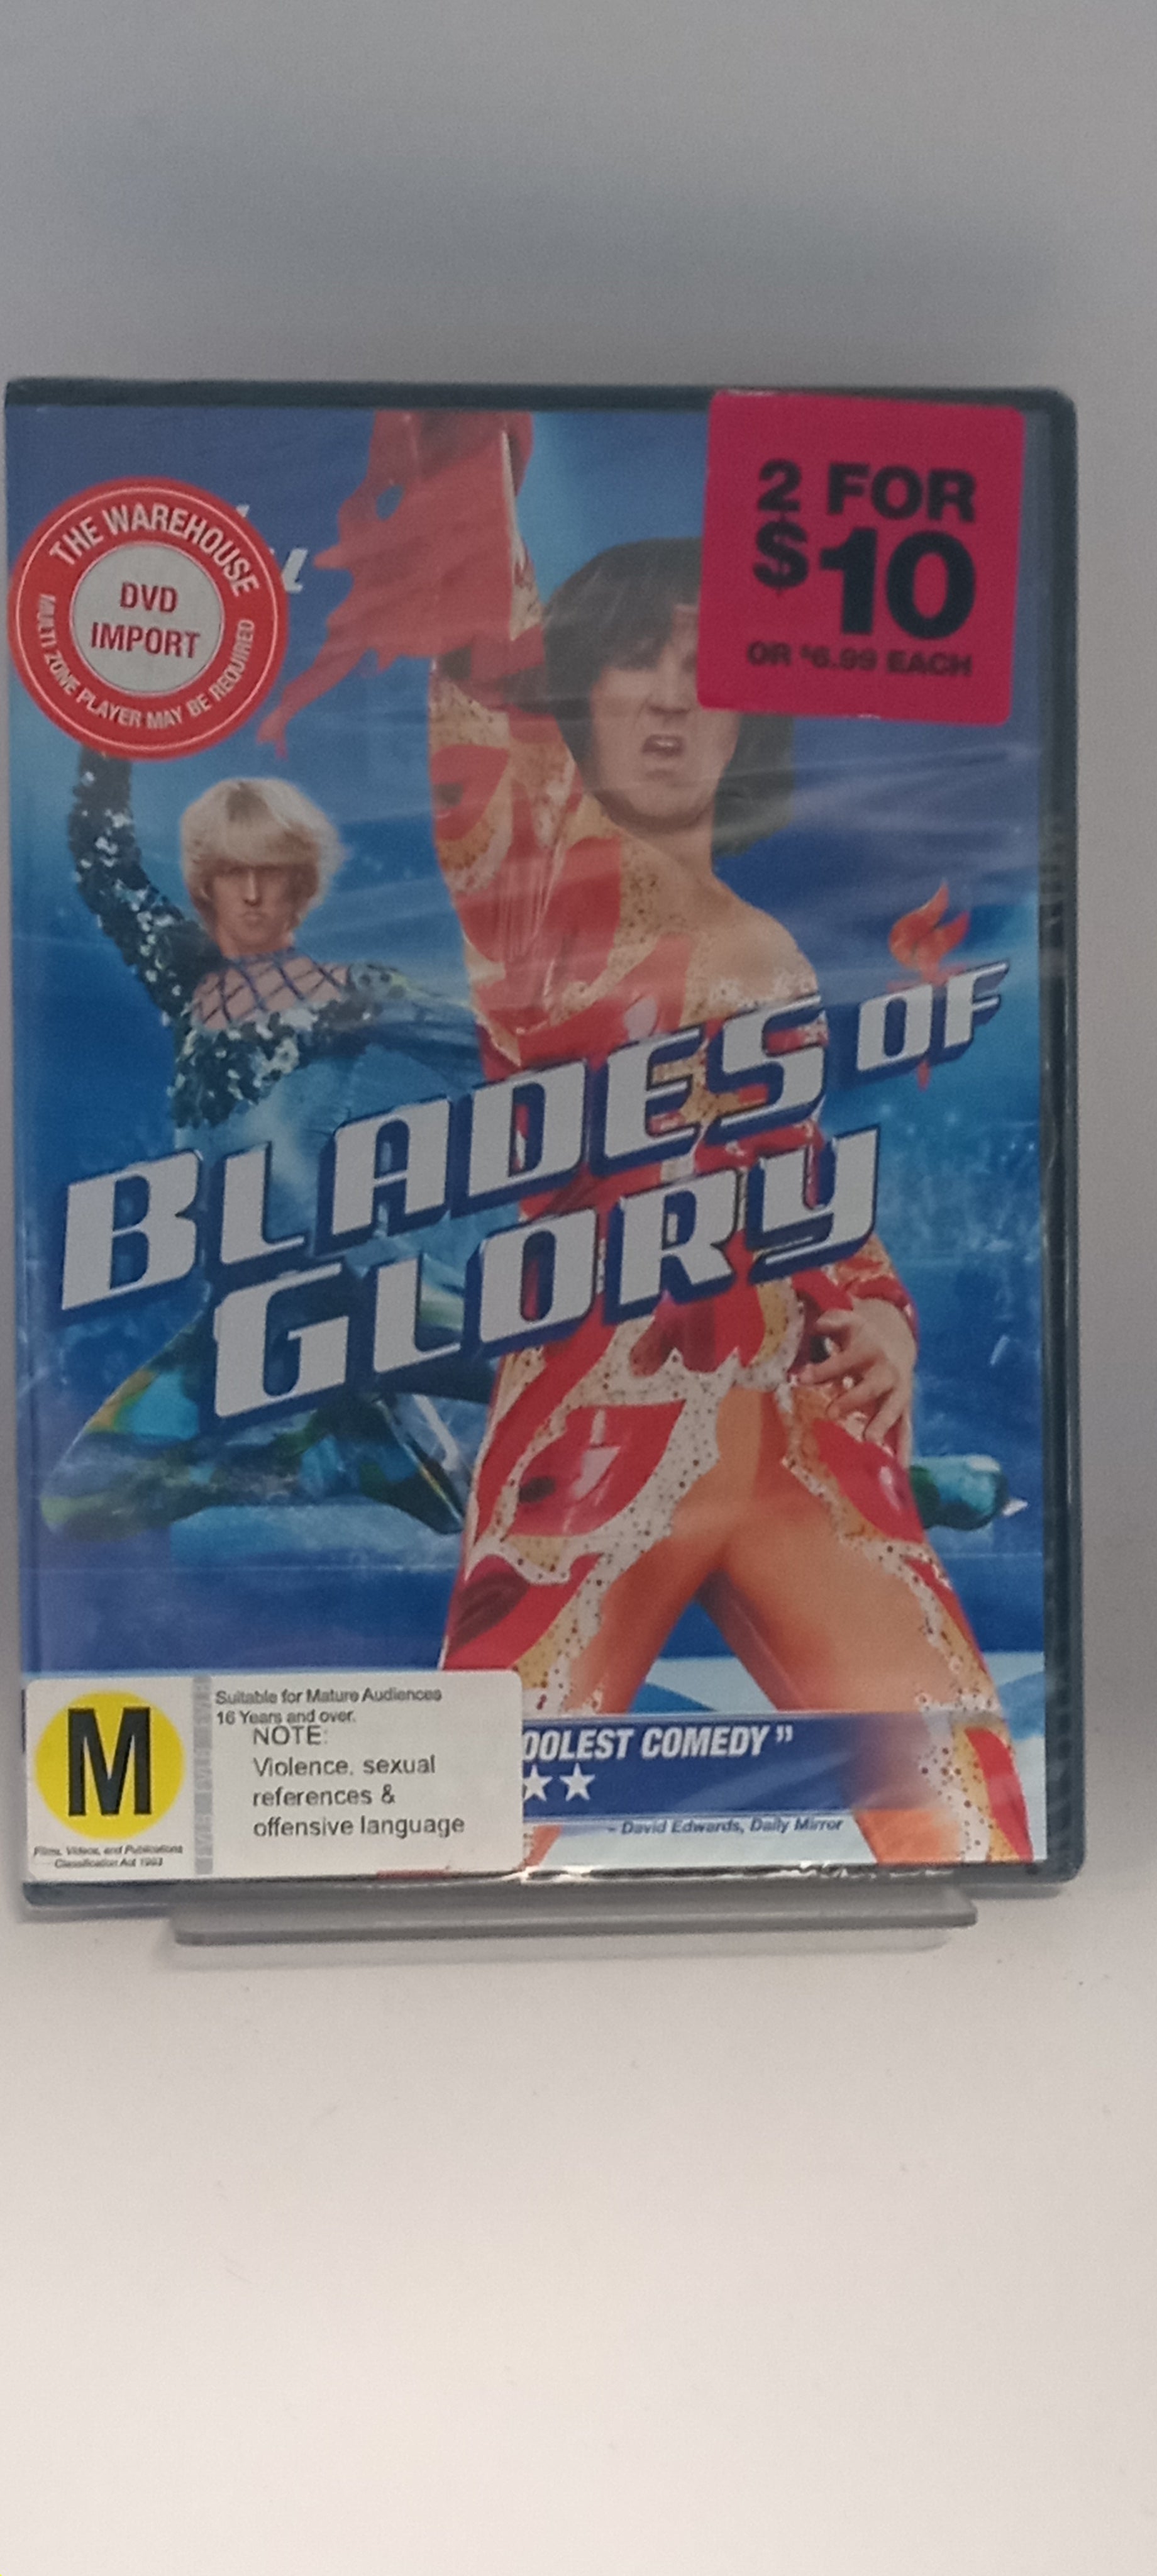 THE WAREHOUSE
DVD
IMPORT
MULTI ZONE PLAYER MAY BE REQUIRED
2 FOR
$10
OR $6.99 EACH
BLADES OF
GLORY
M
Films, Videos, and Publications
Classification Act 1993
Suitable for Mature Audiences
16 Years and over.
NOTE:
Violence, sexual
references &
offensive language
OOLEST COMEDY”
- David Edwards, Daily Mirror